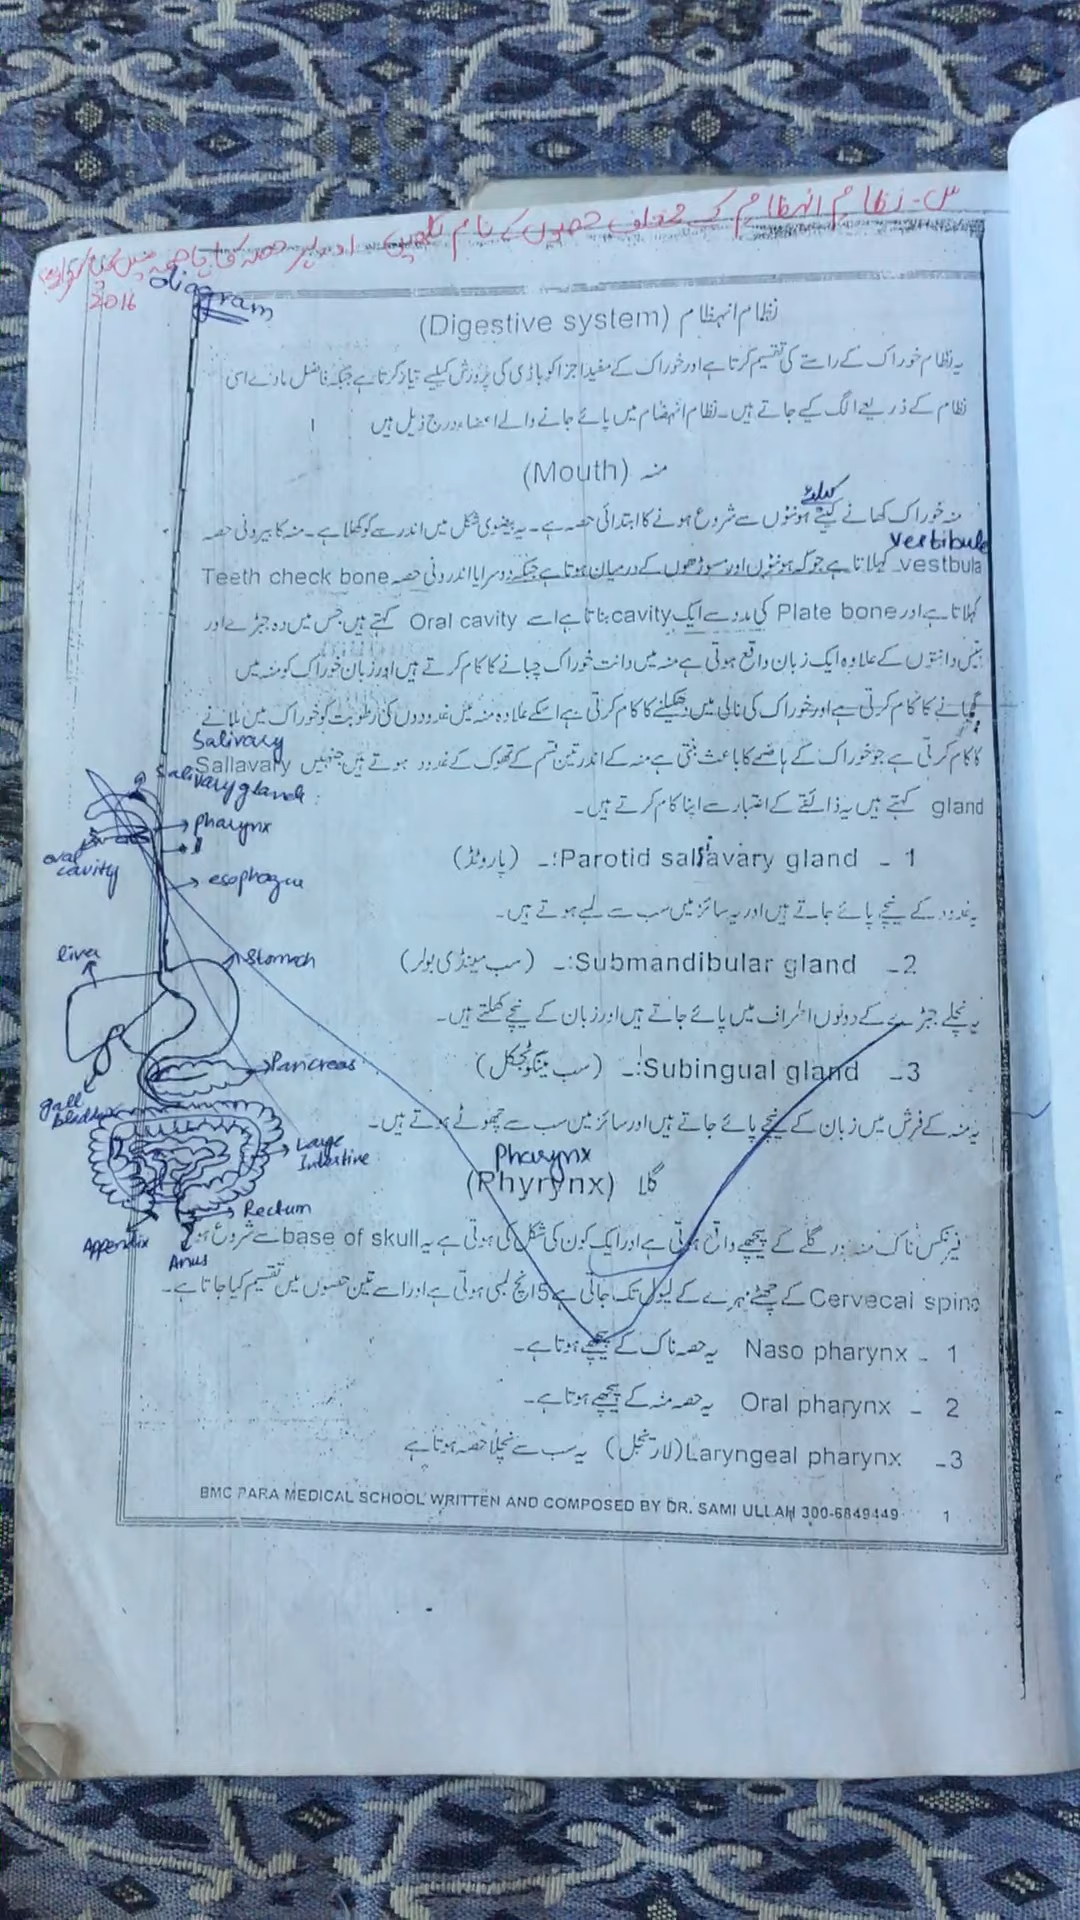 س - نظام انہظام کے مختلف حصوں کے نام لکھیں۔ اور ہر حصہ کا
2016
diagram
نظام انہظام (Digestive system)
یہ نظام خوراک کے راستے کی تقسیم کرتا ہے اور خوراک کے مفید اجزا کو باڈی کی پرورش کیلیے تیار کرتا ہے جبکہ فاضل مادے اسی
نظام کے ذریعے الگ کیے جاتے ہیں۔ نظام انہضام میں پائے جانے والے اعضاء درج ذیل ہیں
منہ (Mouth)
کیلئے
منہ خوراک کھانے کیئے ہونٹوں سے شروع ہونے کا ابتدائی حصہ ہے۔ یہ بیضوی شکل میں اندر سے کھوکھلا ہے۔ منہ کا بیرونی حصہ
vertibule
vestbula کہلاتا ہے جو کہ ہونٹوں اور مسوڑھوں کے درمیان ہوتا ہے جبکہ دوسرا یا اندرونی حصہ Teeth check bone
کہلاتا ہے اور Plate bone کی مدد سے ایک cavity بناتا ہے اسے Oral cavity کہتے ہیں جس میں دو جبڑے اور
بتیس دانتوں کے علاوہ ایک زبان واقع ہوتی ہے منہ میں دانت خوراک چبانے کا کام کرتے ہیں اور زبان خوراک کو منہ میں
گھمانے کا کام کرتی ہے اور خوراک کی نالی میں دھکیلنے کا کام کرتی ہے اسکے علاوہ منہ میں غدودوں کی رطوبت کو خوراک میں ملانے
Salivary
کا کام کرتی ہے جو خوراک کے ہاضمے کا باعث بنتی ہے منہ کے اندر تین قسم کے تھوک کے غدود ہوتے ہیں جنہیں Sallavary
Salivary glands
gland کہتے ہیں یہ ذائقے کے اعتبار سے اپنا کام کرتے ہیں۔
pharynx
oral cavity
1 - Parotid sallavary gland :۔ (پاروٹڈ)
esophagus
یہ غدود کے نیچے پائے جاتے ہیں اور یہ سائز میں سب سے لمبے ہوتے ہیں۔
liver
Stomach
2- Submandibular gland :۔ (سب مینڈی بولر)
یہ نچلے جبڑے کے دونوں اطراف میں پائے جاتے ہیں اور زبان کے نیچے کھلتے ہیں۔
Pancreas
3- Subingual gland :۔
gall bladder
یہ منہ کے فرش میں زبان کے نیچے پائے جاتے ہیں اور سائز میں سب سے چھوٹے ہوتے ہیں۔
Large Intestine
Pharynx
گلا (Phyrynx)
Rectum
Appendix
Anus
فیرنکس ناک منہ اور گلے کے پیچھے واقع ہوتی ہے اور ایک کون کی شکل کی ہوتی ہے یہ base of skull سے شروع ہو
Cervecal spine کے چھٹے مہرے کے لیول تک جاتی ہے 5 انچ لمبی ہوتی ہے اور اسے تین حصوں میں تقسیم کیا جاتا ہے۔
1 - Naso pharynx یہ حصہ ناک کے پیچھے ہوتا ہے۔
2 - Oral pharynx یہ حصہ منہ کے پیچھے ہوتا ہے۔
3- Laryngeal pharynx (لارنجل) یہ سب سے نچلا حصہ ہوتا ہے
BMC PARA MEDICAL SCHOOL WRITTEN AND COMPOSED BY DR. SAMI ULLAH 300-6849449 1